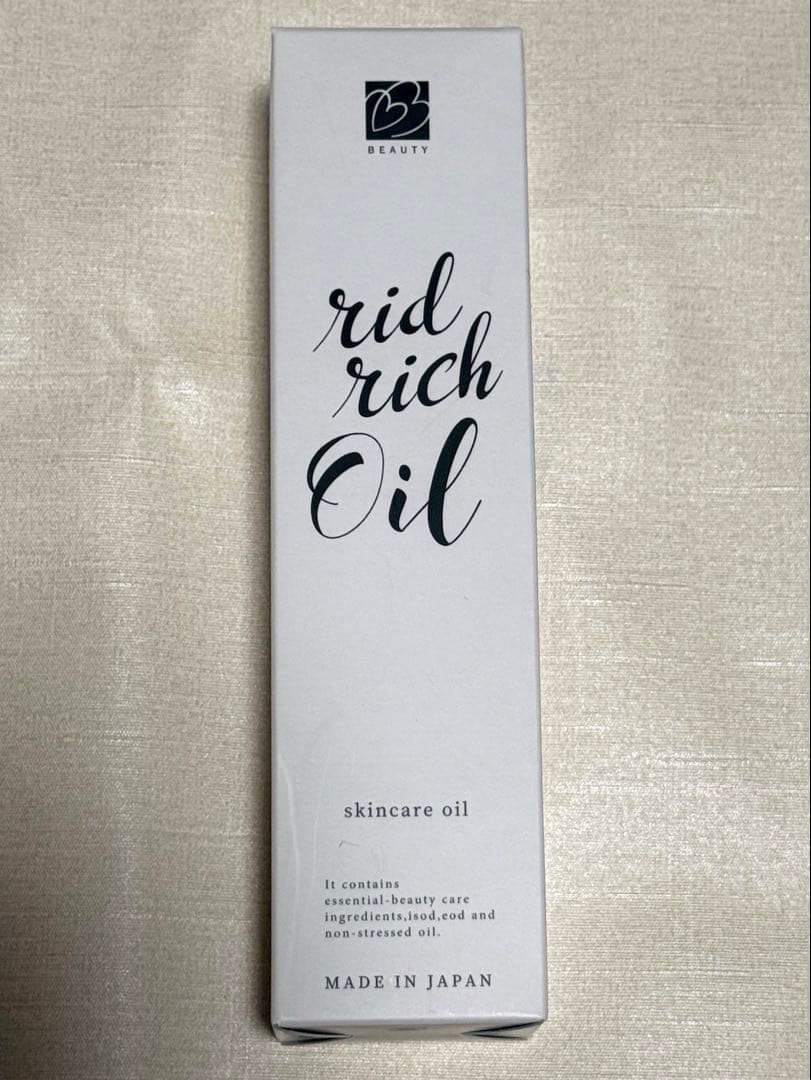 BEAUTY
rid
rich
Oil
skincare oil
It contains
essential-beauty care
ingredients,isod,eod and
non-stressed oil.
MADE IN JAPAN